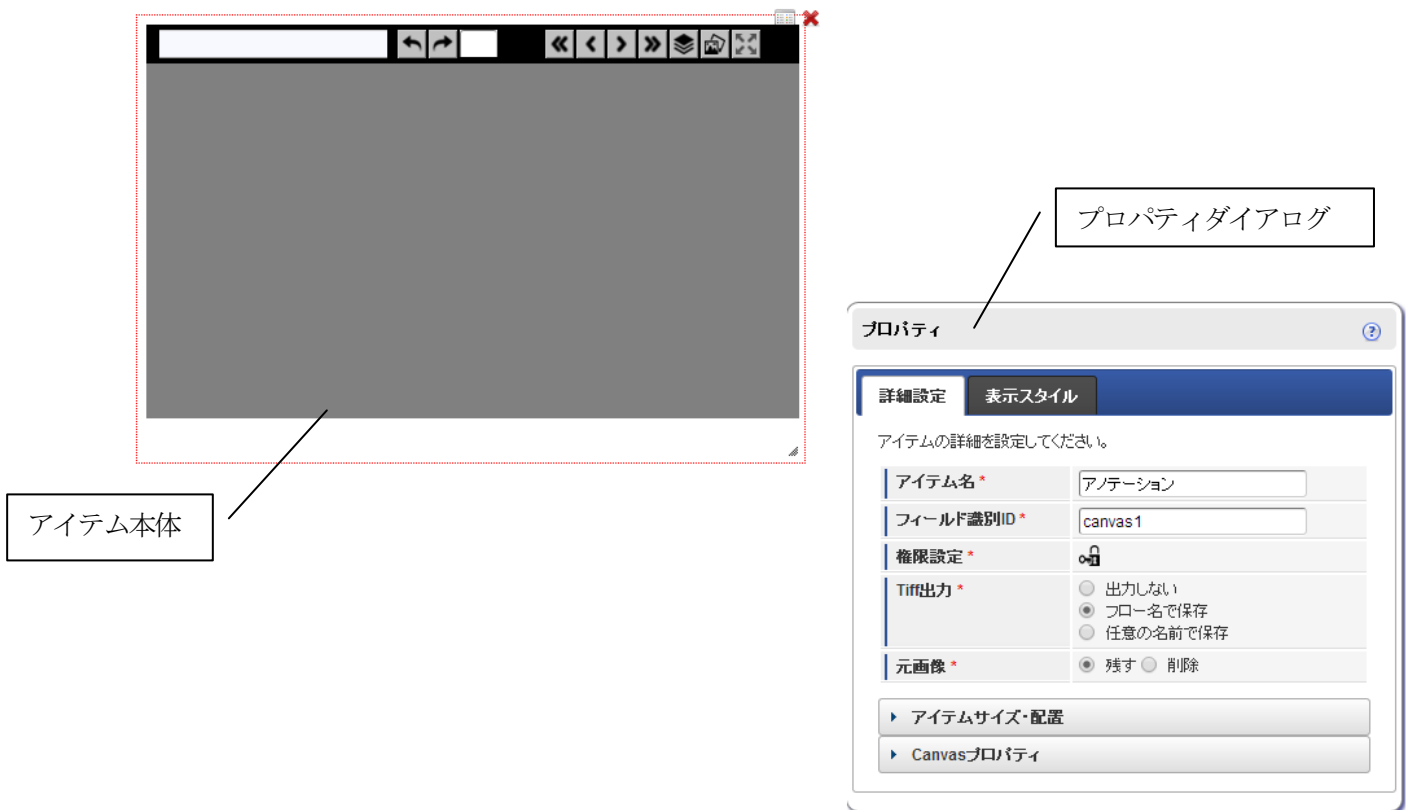 プロパティダイアログ
プロパティ
詳細設定 表示スタイル
アイテムの詳細を設定してください。
アイテム名 * アノテーション
フィールド識別ID * canvas1
アイテム本体
権限設定 *
Tiff出力 * 出力しない
フロー名で保存
任意の名前で保存
元画像 * 残す 削除
アイテムサイズ・配置
Canvasプロパティ